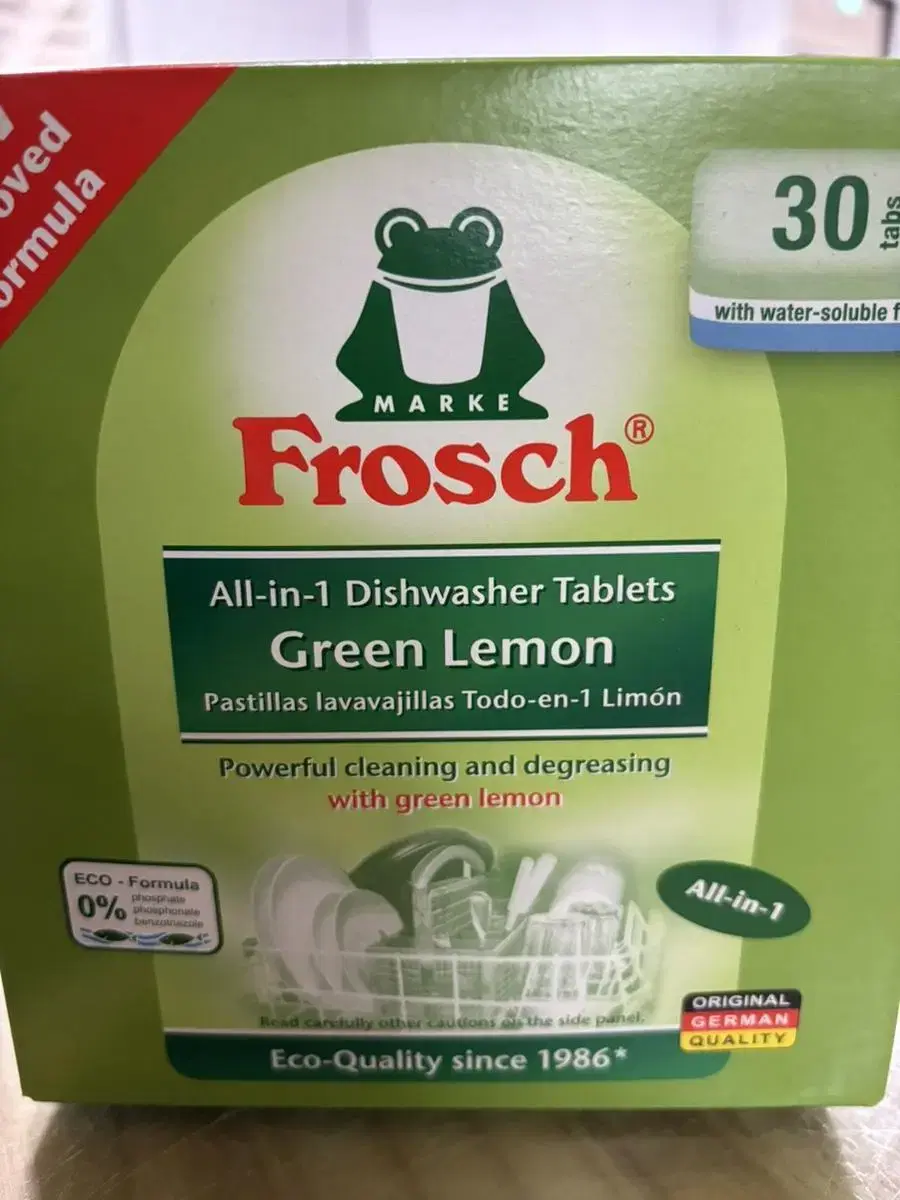 oved
ormula
30 tabs
with water-soluble f
MARKE
Frosch®
All-in-1 Dishwasher Tablets
Green Lemon
Pastillas lavavajillas Todo-en-1 Limón
Powerful cleaning and degreasing
with green lemon
ECO - Formula
0% phosphate
phosphonate
benzotriazole
All-in-1
ORIGINAL
GERMAN
QUALITY
Read carefully other cautions on the side panel.
Eco-Quality since 1986*